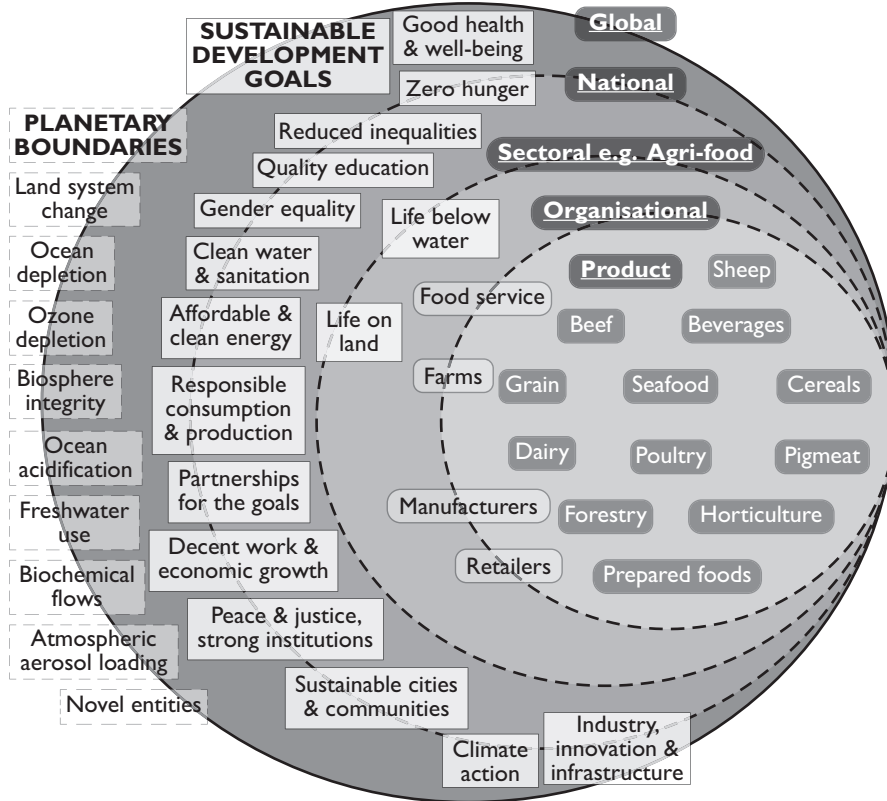 SUSTAINABLE
DEVELOPMENT
GOALS
Good health
& well-being
Global
Zero hunger
National
PLANETARY
BOUNDARIES
Reduced inequalities
Sectoral e.g. Agri-food
Quality education
Land system
change
Gender equality
Life below
water
Organisational
Ocean
depletion
Clean water
& sanitation
Product
Sheep
Food service
Ozone
depletion
Affordable &
clean energy
Life on
land
Beef
Beverages
Biosphere
integrity
Responsible
consumption
& production
Farms
Grain
Seafood
Cereals
Ocean
acidification
Partnerships
for the goals
Dairy
Poultry
Pigmeat
Freshwater
use
Manufacturers
Forestry
Horticulture
Biochemical
flows
Decent work &
economic growth
Retailers
Prepared foods
Atmospheric
aerosol loading
Peace & justice,
strong institutions
Novel entities
Sustainable cities
& communities
Climate
action
Industry,
innovation &
infrastructure